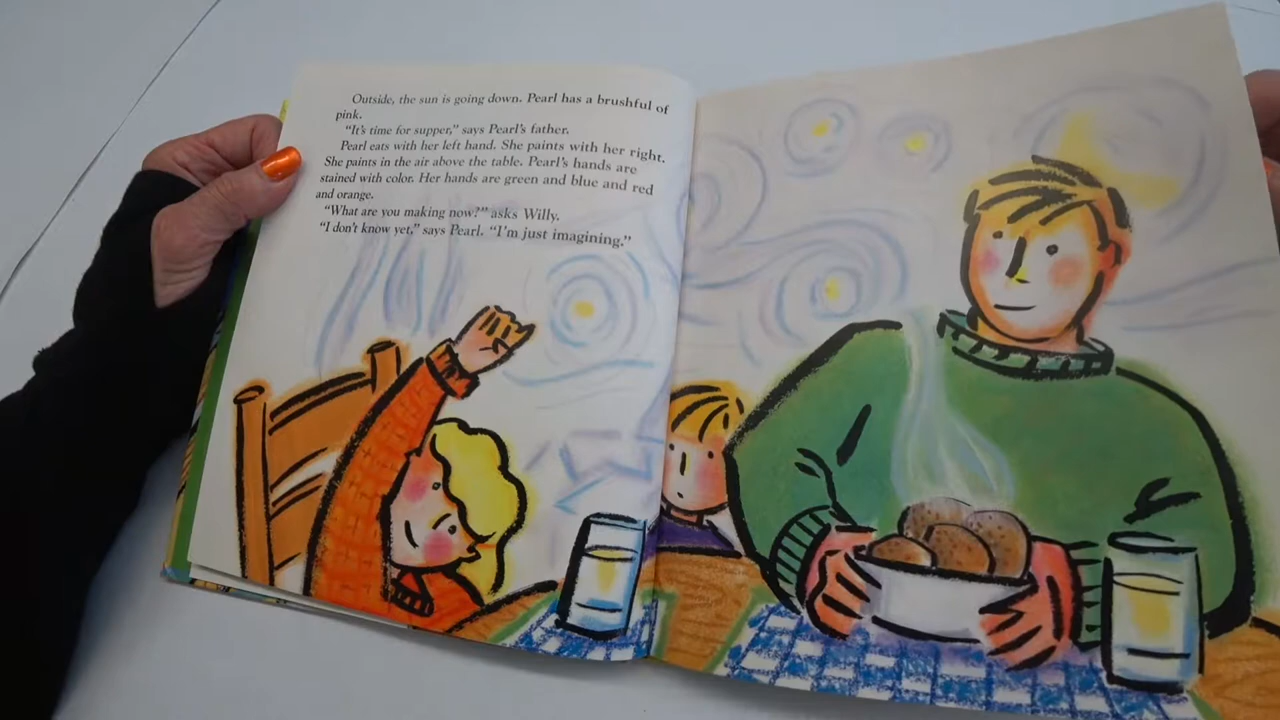 Outside, the sun is going down. Pearl has a brushful of
pink.
"It's time for supper," says Pearl's father.
Pearl eats with her left hand. She paints with her right.
She paints in the air above the table. Pearl's hands are
stained with color. Her hands are green and blue and red
and orange.
"What are you making now?" asks Willy.
"I don't know yet," says Pearl. "I'm just imagining."